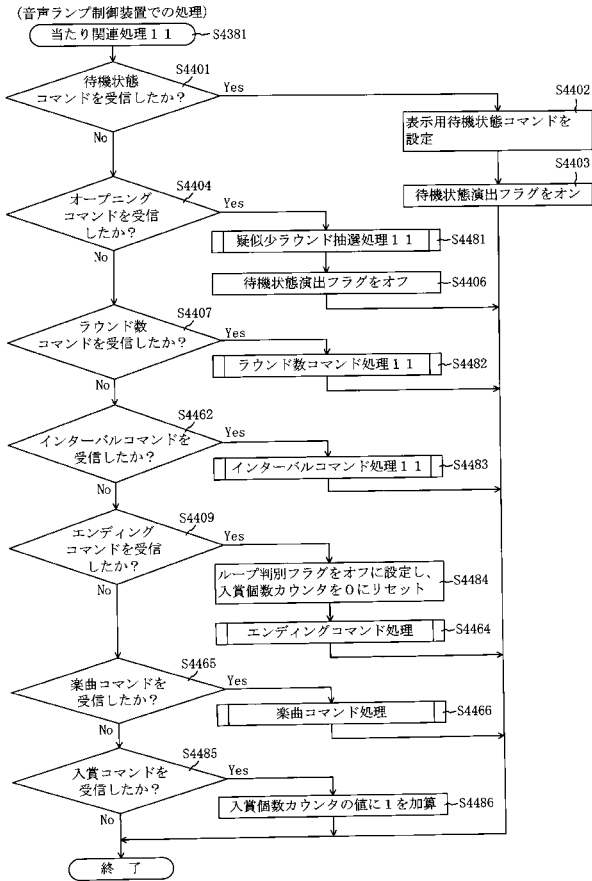 (音声ランプ制御装置での処理)
当たり関連処理11
S4381
S4401
待機状態
コマンドを受信したか?
Yes
No
S4402
表示用待機状態コマンドを
設定
S4403
待機状態演出フラグをオン
S4404
オープニング
コマンドを受信
したか?
Yes
No
疑似少ラウンド抽選処理11
S4481
待機状態演出フラグをオフ
S4406
S4407
ラウンド数
コマンドを受信したか?
Yes
No
ラウンド数コマンド処理11
S4482
S4462
インターバルコマンドを
受信したか?
Yes
No
インターバルコマンド処理11
S4483
S4409
エンディング
コマンドを受信
したか?
Yes
No
ループ判別フラグをオフに設定し、
入賞個数カウンタを0にリセット
S4484
エンディングコマンド処理
S4464
S4465
楽曲コマンドを
受信したか?
Yes
No
楽曲コマンド処理
S4466
S4485
入賞コマンドを
受信したか?
Yes
No
入賞個数カウンタの値に1を加算
S4486
終了